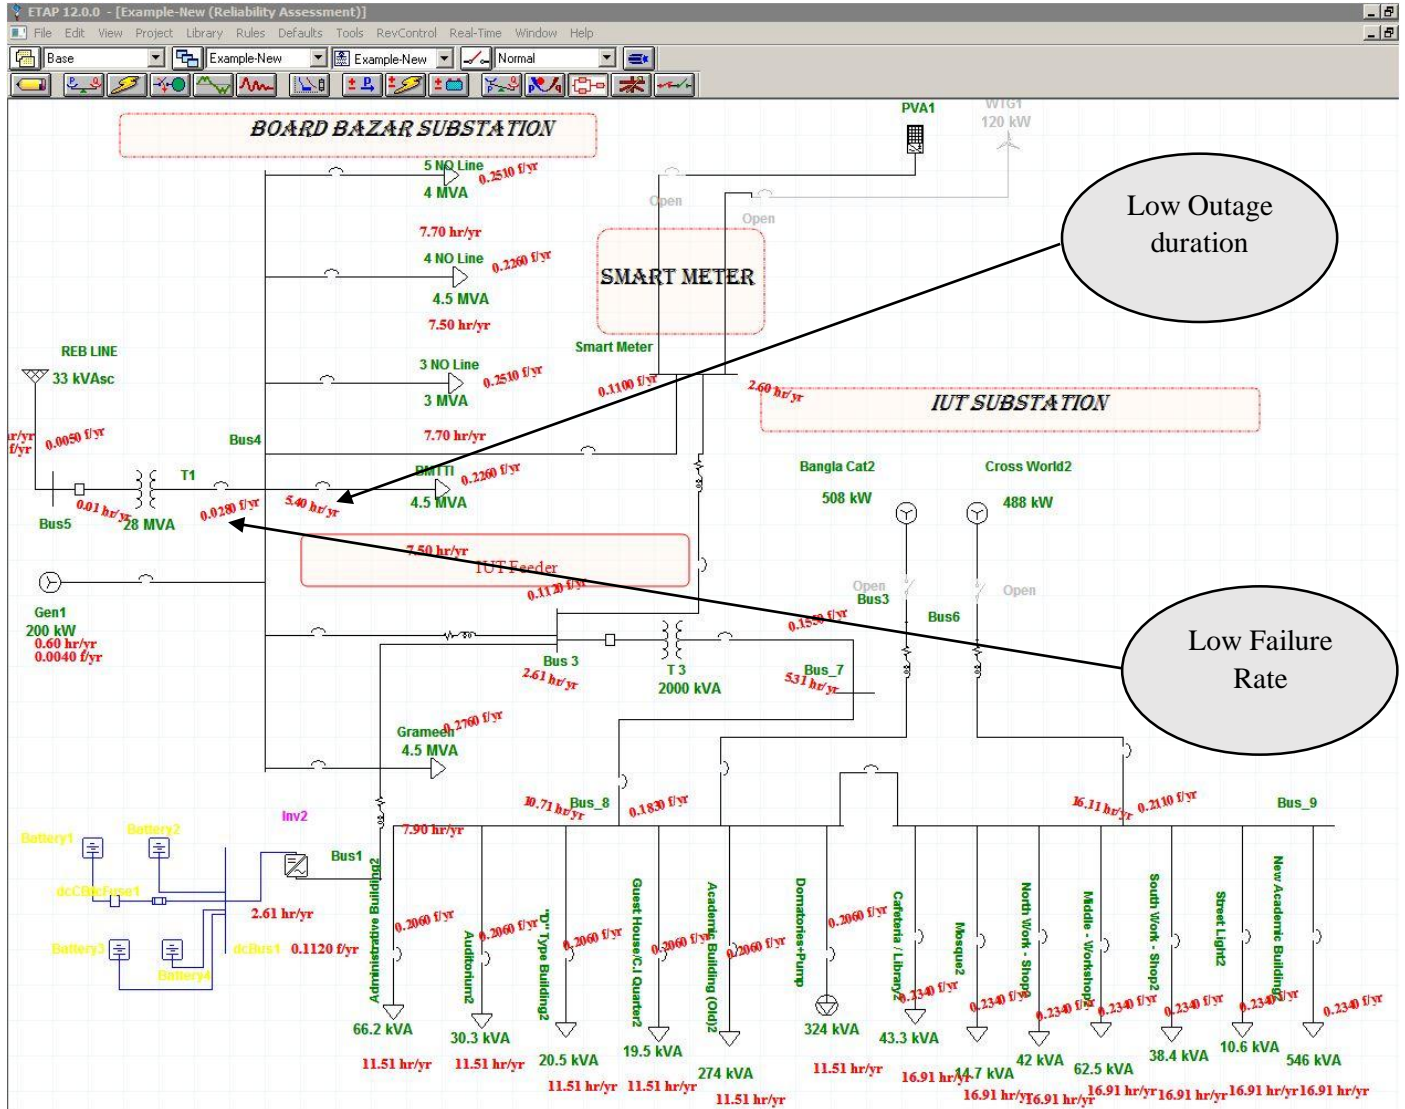 ETAP 12.0.0 - [Example-New (Reliability Assessment)]
File Edit View Project Library Rules Defaults Tools RevControl Real-Time Window Help
Base Example-New Example-New Normal
BOARD BAZAR SUBSTATION
PVA1
WTG1
120 kW
5 NO Line
0.2510 f/yr
4 MVA
Open
Open
Low Outage
duration
7.70 hr/yr
4 NO Line
0.2260 f/yr
4.5 MVA
7.50 hr/yr
SMART METER
Smart Meter
REB LINE
33 kVAsc
3 NO Line
0.2510 f/yr
3 MVA
0.1100 f/yr
2.60 hr/yr
IUT SUBSTATION
7.70 hr/yr
Bus4
r/yr
f/yr
0.0050 f/yr
T1
BMTTI
0.2260 f/yr
4.5 MVA
Bangla Cat2
508 kW
Cross World2
488 kW
Bus5
0.01 hr/yr
28 MVA
0.0280 f/yr
5.40 hr/yr
7.50 hr/yr
IUT Feeder
0.1120 f/yr
Open
Open
Bus3
Bus6
Gen1
200 kW
0.60 hr/yr
0.0040 f/yr
0.1550 f/yr
Low Failure
Rate
Bus 3
2.61 hr/yr
T 3
2000 kVA
Bus_7
5.31 hr/yr
0.2760 f/yr
Grameen
4.5 MVA
10.71 hr/yr
Bus_8
0.1830 f/yr
16.11 hr/yr
0.2110 f/yr
Bus_9
Inv2
7.90 hr/yr
Battery1
Battery2
Bus1
dcFuse1
2.61 hr/yr
Battery3
Battery4
dcBus1
0.1120 f/yr
Administrative Building2
0.2060 f/yr
66.2 kVA
11.51 hr/yr
Auditorium2
0.2060 f/yr
30.3 kVA
11.51 hr/yr
"D" Type Building2
0.2060 f/yr
20.5 kVA
11.51 hr/yr
Guest House/C.I Quarter2
0.2060 f/yr
19.5 kVA
11.51 hr/yr
Academic Building (Old)2
0.2060 f/yr
274 kVA
11.51 hr/yr
Domatories+Pump
0.2060 f/yr
324 kVA
11.51 hr/yr
Cafeteria / Library2
0.2340 f/yr
43.3 kVA
16.91 hr/yr
Mosque2
0.2340 f/yr
14.7 kVA
16.91 hr/yr
North Work - Shop2
0.2340 f/yr
42 kVA
16.91 hr/yr
Middle - Workshop2
0.2340 f/yr
62.5 kVA
16.91 hr/yr
South Work - Shop2
0.2340 f/yr
38.4 kVA
16.91 hr/yr
Street Light2
0.2340 f/yr
10.6 kVA
16.91 hr/yr
New Academic Building2
0.2340 f/yr
546 kVA
16.91 hr/yr